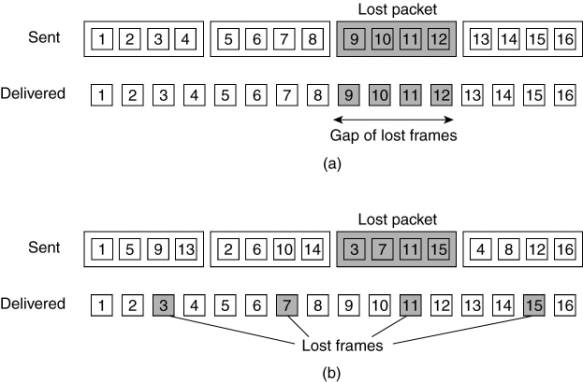 Lost packet
Sent 1 2 3 4 5 6 7 8 9 10 11 12 13 14 15 16
Delivered 1 2 3 4 5 6 7 8 9 10 11 12 13 14 15 16
Gap of lost frames
(a)
Lost packet
Sent 1 5 9 13 2 6 10 14 3 7 11 15 4 8 12 16
Delivered 1 2 3 4 5 6 7 8 9 10 11 12 13 14 15 16
Lost frames
(b)